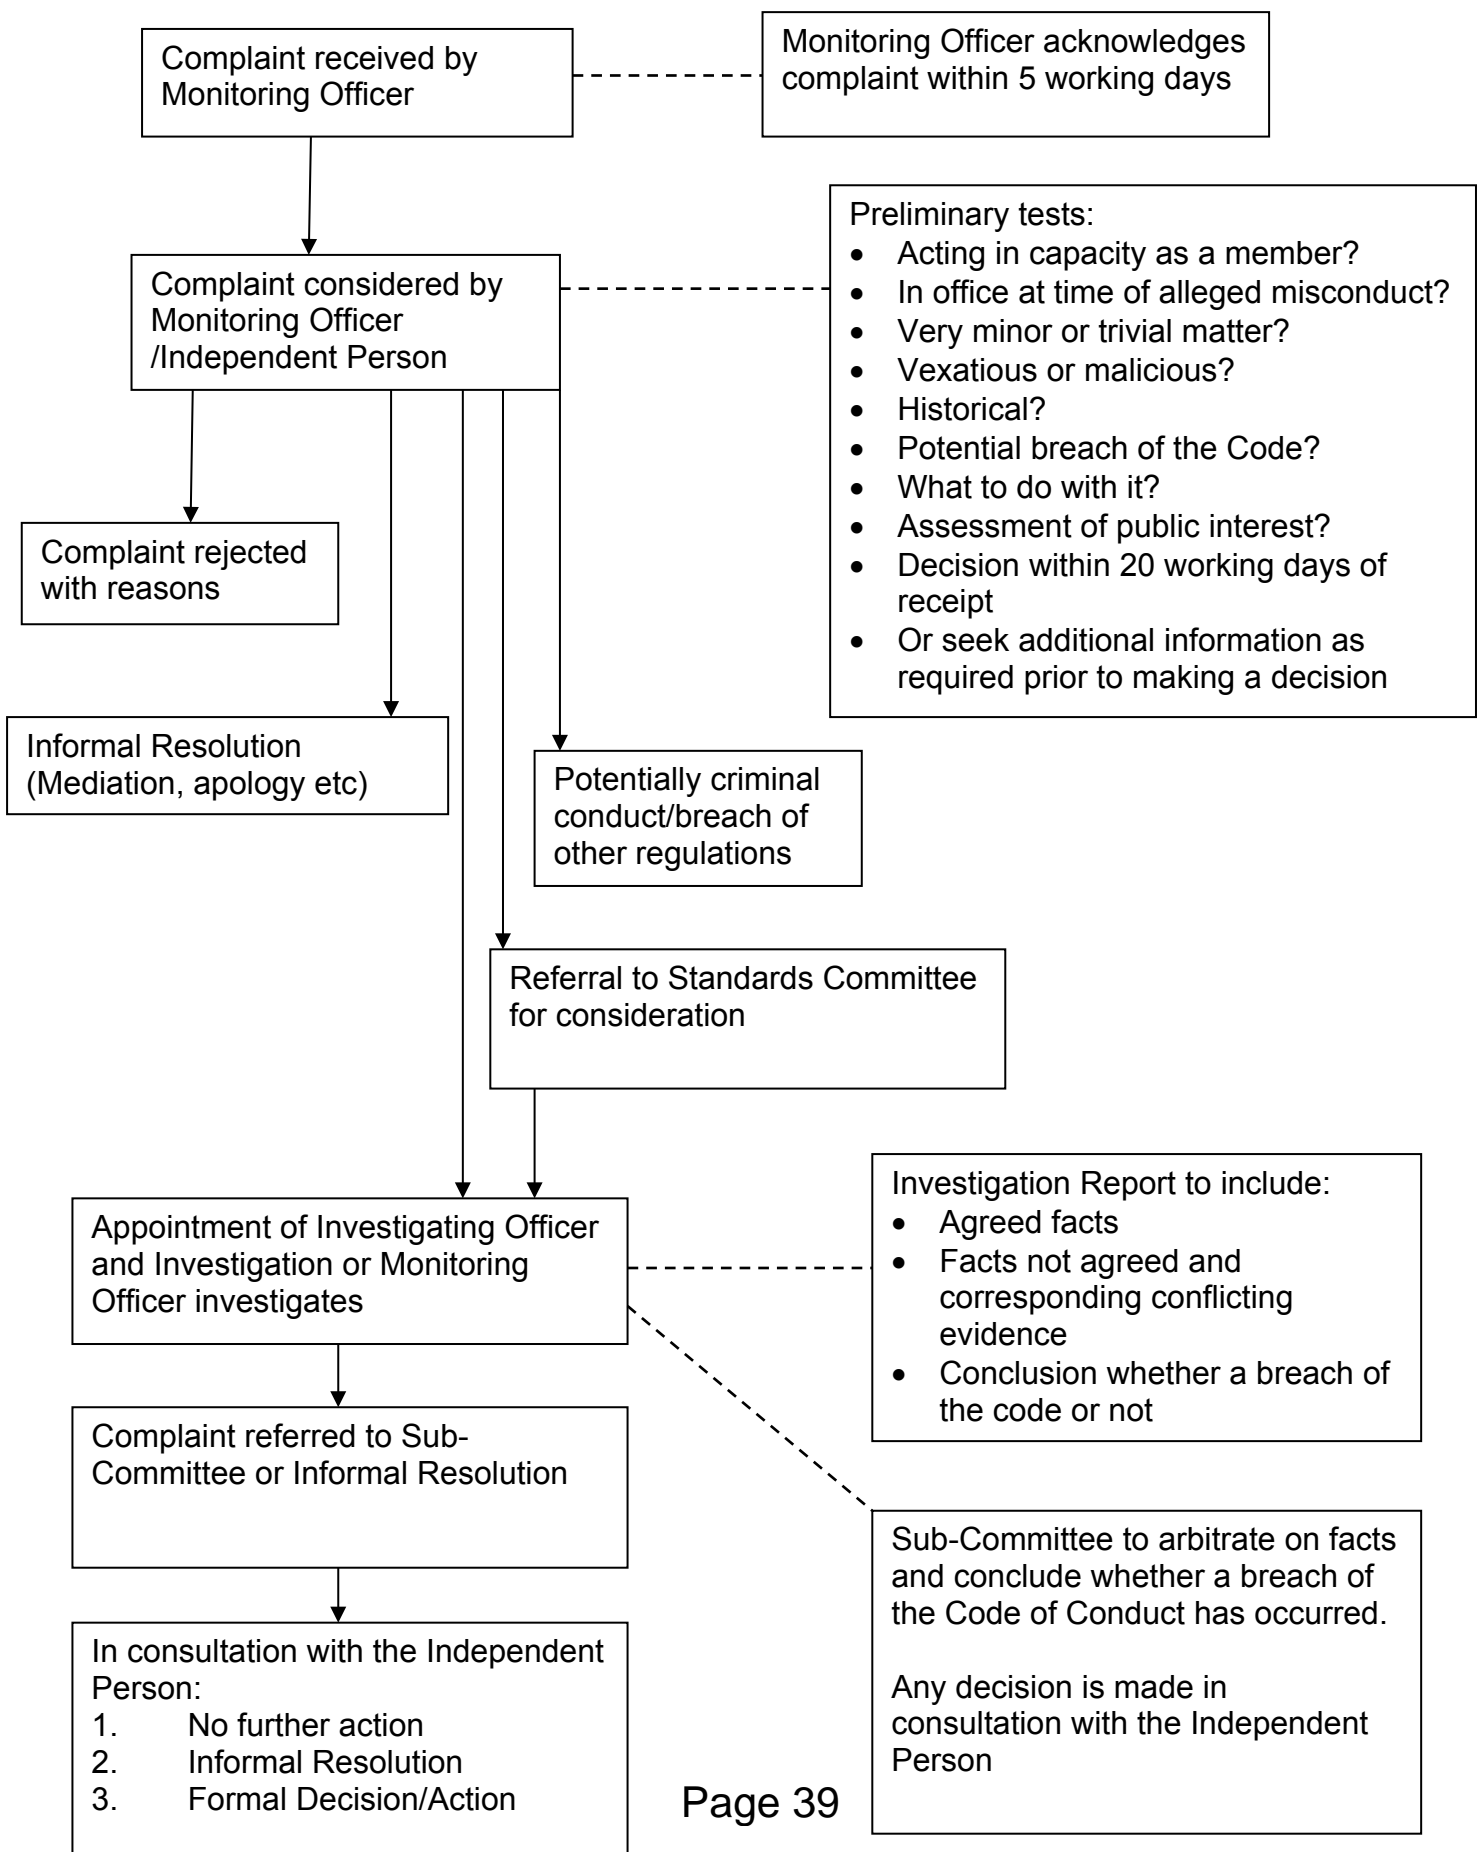 Complaint received by
Monitoring Officer
Monitoring Officer acknowledges
complaint within 5 working days
Complaint considered by
Monitoring Officer
/Independent Person
Preliminary tests:
• Acting in capacity as a member?
• In office at time of alleged misconduct?
• Very minor or trivial matter?
• Vexatious or malicious?
• Historical?
• Potential breach of the Code?
• What to do with it?
• Assessment of public interest?
• Decision within 20 working days of
receipt
• Or seek additional information as
required prior to making a decision
Complaint rejected
with reasons
Informal Resolution
(Mediation, apology etc)
Potentially criminal
conduct/breach of
other regulations
Referral to Standards Committee
for consideration
Appointment of Investigating Officer
and Investigation or Monitoring
Officer investigates
Investigation Report to include:
• Agreed facts
• Facts not agreed and
corresponding conflicting
evidence
• Conclusion whether a breach of
the code or not
Complaint referred to Sub-
Committee or Informal Resolution
Sub-Committee to arbitrate on facts
and conclude whether a breach of
the Code of Conduct has occurred.
Any decision is made in
consultation with the Independent
Person
In consultation with the Independent
Person:
1. No further action
2. Informal Resolution
3. Formal Decision/Action
Page 39